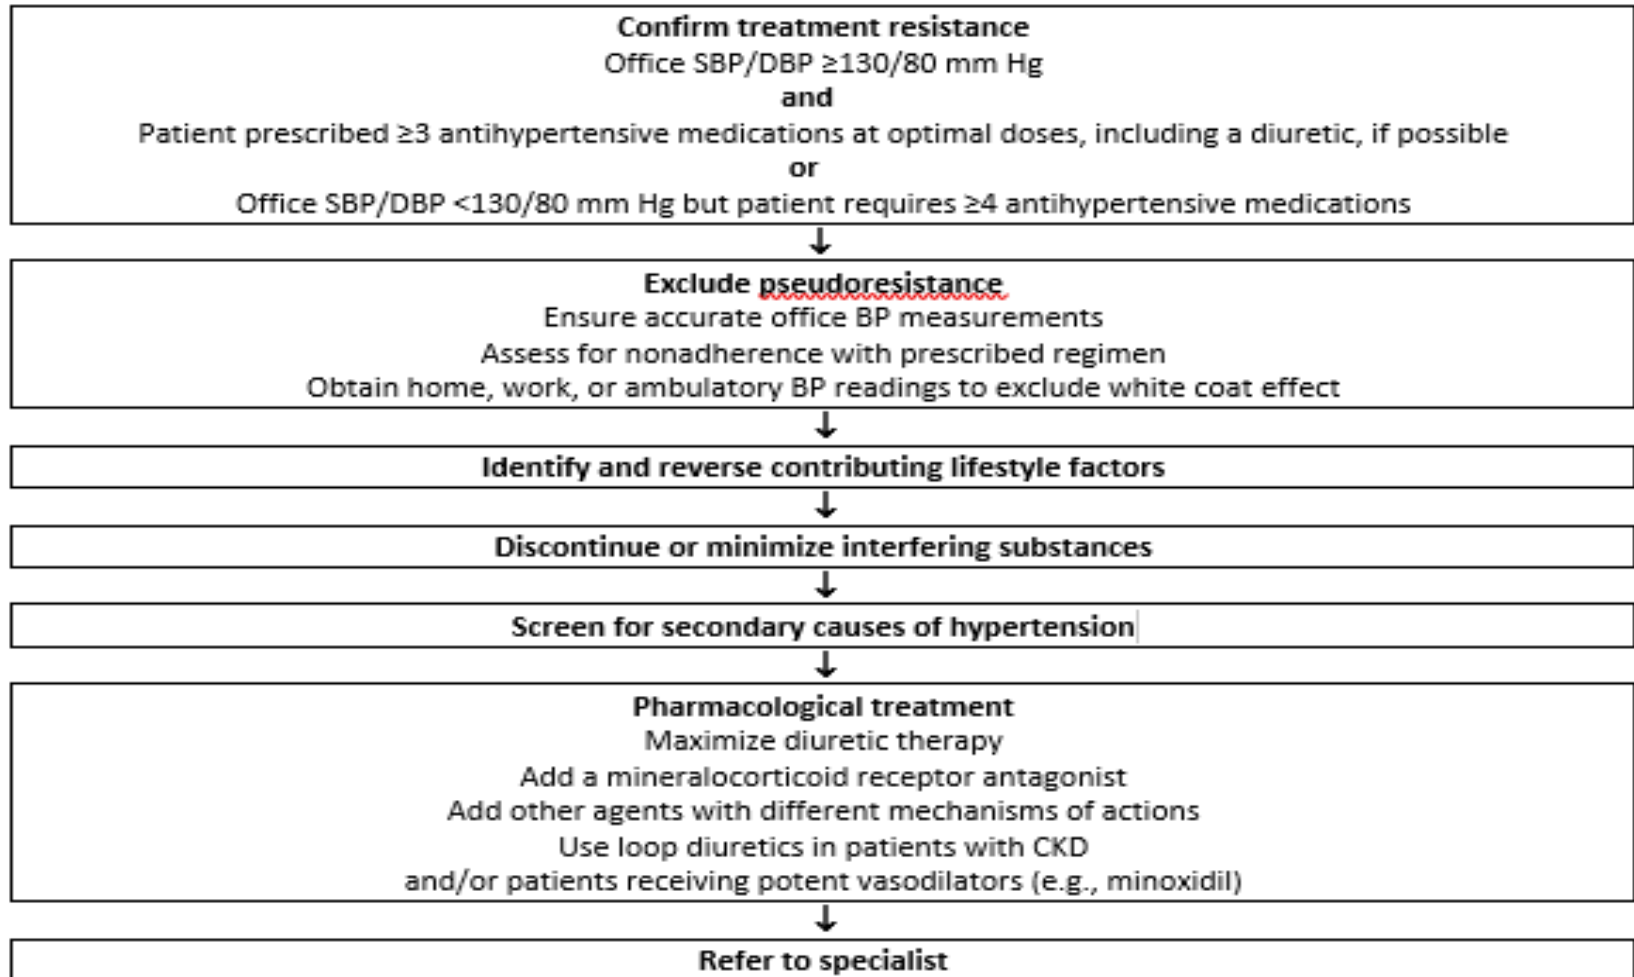 Confirm treatment resistance
Office SBP/DBP ≥130/80 mm Hg
and
Patient prescribed ≥3 antihypertensive medications at optimal doses, including a diuretic, if possible
or
Office SBP/DBP <130/80 mm Hg but patient requires ≥4 antihypertensive medications
↓
Exclude pseudoresistance
Ensure accurate office BP measurements
Assess for nonadherence with prescribed regimen
Obtain home, work, or ambulatory BP readings to exclude white coat effect
↓
Identify and reverse contributing lifestyle factors
↓
Discontinue or minimize interfering substances
↓
Screen for secondary causes of hypertension
↓
Pharmacological treatment
Maximize diuretic therapy
Add a mineralocorticoid receptor antagonist
Add other agents with different mechanisms of actions
Use loop diuretics in patients with CKD
and/or patients receiving potent vasodilators (e.g., minoxidil)
↓
Refer to specialist